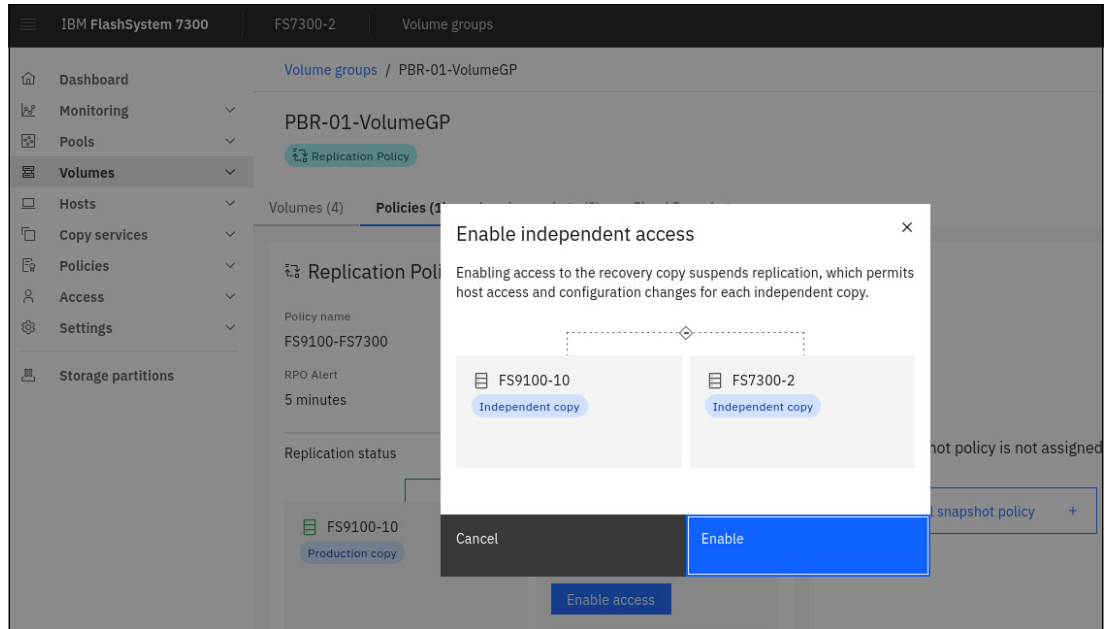 IBM FlashSystem 7300
FS7300-2
Volume groups
Dashboard
Monitoring
Pools
Volumes
Hosts
Copy services
Policies
Access
Settings
Storage partitions
Volume groups / PBR-01-VolumeGP
PBR-01-VolumeGP
Replication Policy
Volumes (4)
Policies (1
Replication Poli
Policy name
FS9100-FS7300
RPO Alert
5 minutes
Replication status
FS9100-10
Production copy
Enable access
Enable independent access
Enabling access to the recovery copy suspends replication, which permits
host access and configuration changes for each independent copy.
FS9100-10
Independent copy
FS7300-2
Independent copy
Cancel
Enable
hot policy is not assigned
l snapshot policy +